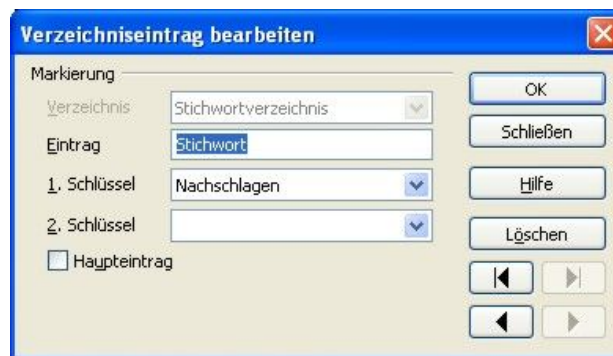 Verzeichniseintrag bearbeiten
Markierung
Verzeichnis Stichwortverzeichnis
Eintrag Stichwort
1. Schlüssel Nachschlagen
2. Schlüssel
Haupteintrag
OK
Schließen
Hilfe
Löschen